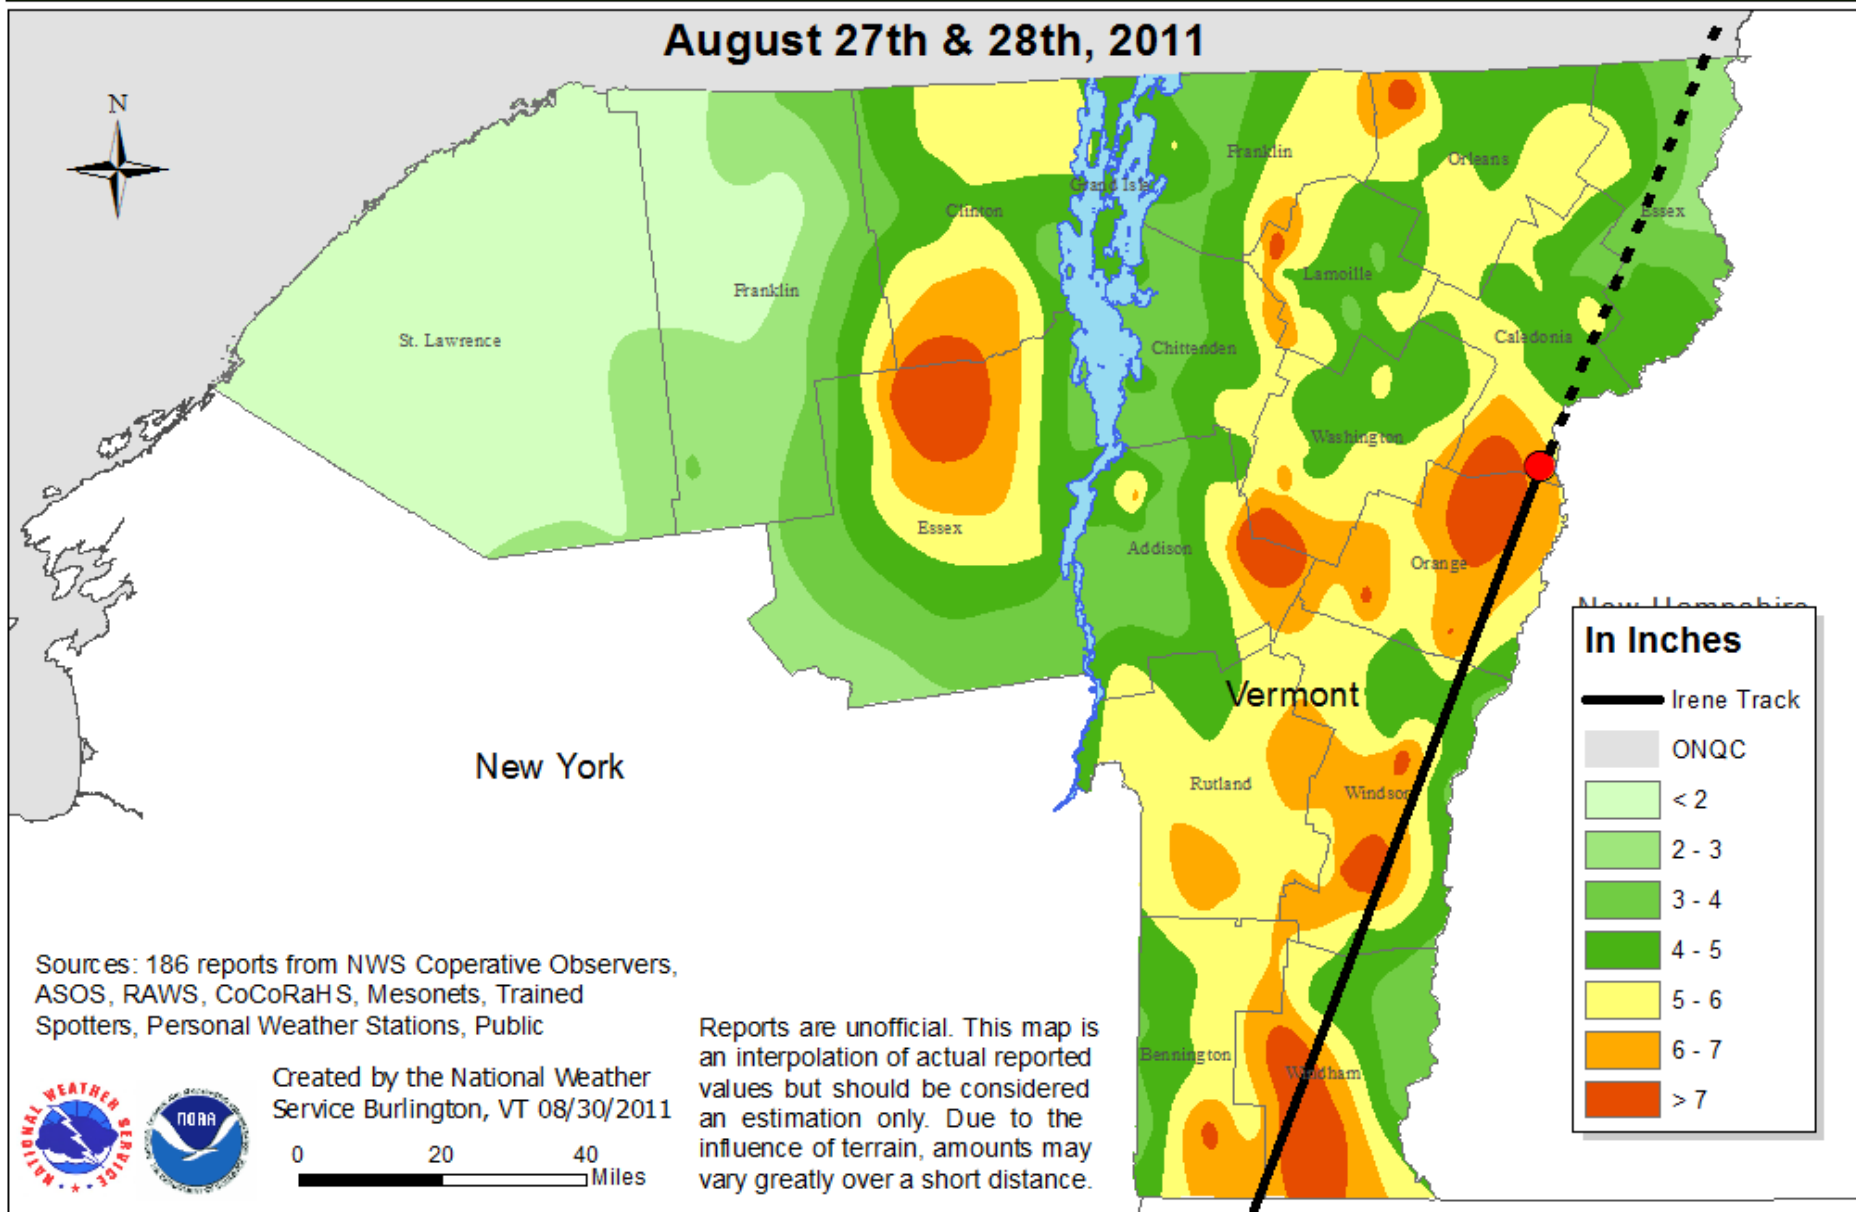 August 27th & 28th, 2011
N
Franklin
Orleans
Grand Isle
Clinton
Essex
Franklin
Lamoille
St. Lawrence
Chittenden
Caledonia
Washington
Essex
Addison
Orange
New Hampshire
In Inches
Irene Track
ONQC
< 2
2 - 3
3 - 4
4 - 5
5 - 6
6 - 7
> 7
Vermont
New York
Rutland
Windsor
Bennington
Windham
Sources: 186 reports from NWS Coperative Observers,
ASOS, RAWS, CoCoRaHS, Mesonets, Trained
Spotters, Personal Weather Stations, Public
Reports are unofficial. This map is
an interpolation of actual reported
values but should be considered
an estimation only. Due to the
influence of terrain, amounts may
vary greatly over a short distance.
Created by the National Weather
Service Burlington, VT 08/30/2011
NATIONAL WEATHER SERVICE
NOAA
0 20 40
Miles